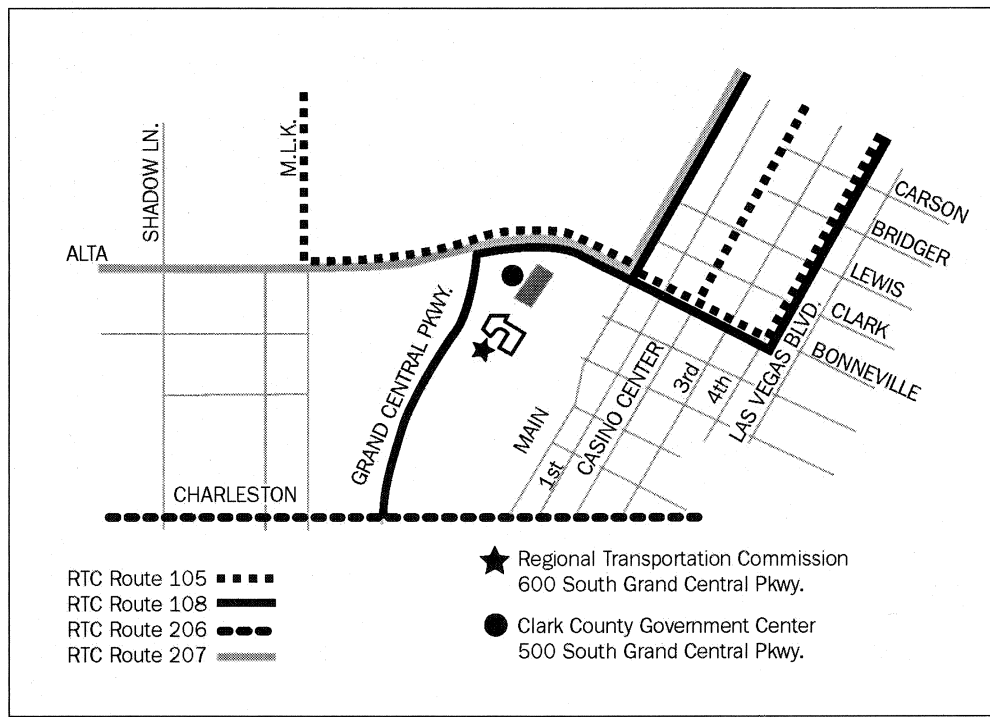 SHADOW LN.
M.L.K.
ALTA
GRAND CENTRAL PKWY.
CHARLESTON
MAIN
1st
CASINO CENTER
3rd
4th
LAS VEGAS BLVD.
CARSON
BRIDGER
LEWIS
CLARK
BONNEVILLE
RTC Route 105
RTC Route 108
RTC Route 206
RTC Route 207
Regional Transportation Commission
600 South Grand Central Pkwy.
Clark County Government Center
500 South Grand Central Pkwy.